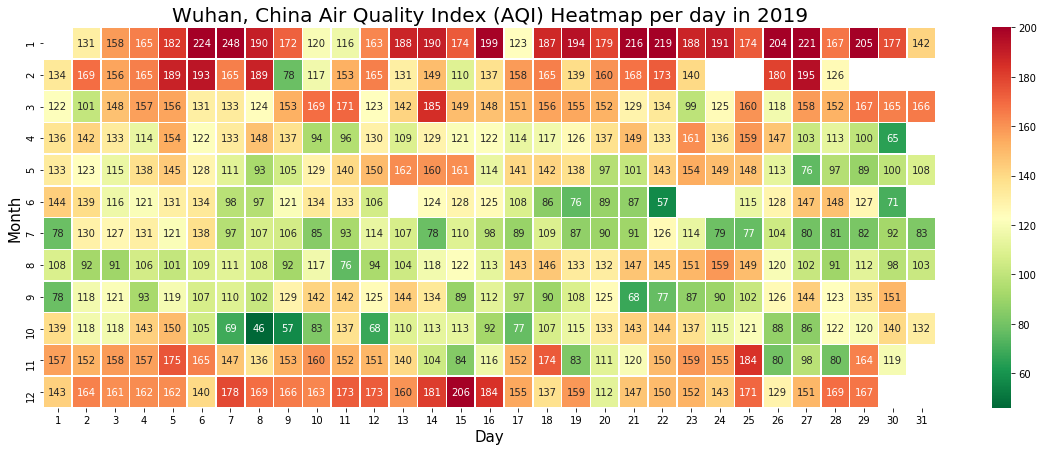 Wuhan, China Air Quality Index (AQI) Heatmap per day in 2019
1 131 158 165 182 224 248 190 172 120 116 163 188 190 174 199 123 187 194 179 216 219 188 191 174 204 221 167 205 177 142
2 134 169 156 165 189 193 165 189 78 117 153 165 131 149 110 137 158 165 139 160 168 173 140 180 195 126
3 122 101 148 157 156 131 133 124 153 169 171 123 142 185 149 148 151 156 155 152 129 134 99 125 160 118 158 152 167 165 166
4 136 142 133 114 154 122 133 148 137 94 96 130 109 129 121 122 114 117 126 137 149 133 161 136 159 147 103 113 100 65
5 133 123 115 138 145 128 111 93 105 129 140 150 162 160 161 114 141 142 138 97 101 143 154 149 148 113 76 97 89 100 108
6 144 139 116 121 131 134 98 97 121 134 133 106 124 128 125 108 86 76 89 87 57 115 128 147 148 127 71
7 78 130 127 131 121 138 97 107 106 85 93 114 107 78 110 98 89 109 87 90 91 126 114 79 77 104 80 81 82 92 83
8 108 92 91 106 101 109 111 108 92 117 76 94 104 118 122 113 143 146 133 132 147 145 151 159 149 120 102 91 112 98 103
9 78 118 121 93 119 107 110 102 129 142 142 125 144 134 89 112 97 90 108 125 68 77 87 90 102 126 144 123 135 151
10 139 118 118 143 150 105 69 46 57 83 137 68 110 113 113 92 77 107 115 133 143 144 137 115 121 88 86 122 120 140 132
11 157 152 158 157 175 165 147 136 152 160 152 151 140 104 84 116 152 174 83 111 120 150 159 155 184 80 98 80 164 119
12 143 164 161 162 162 140 178 169 166 163 173 173 160 181 206 184 155 137 159 112 147 150 152 143 171 129 151 169 167
1 2 3 4 5 6 7 8 9 10 11 12 13 14 15 16 17 18 19 20 21 22 23 24 25 26 27 28 29 30 31
Month
Day
200
180
160
140
120
100
80
60